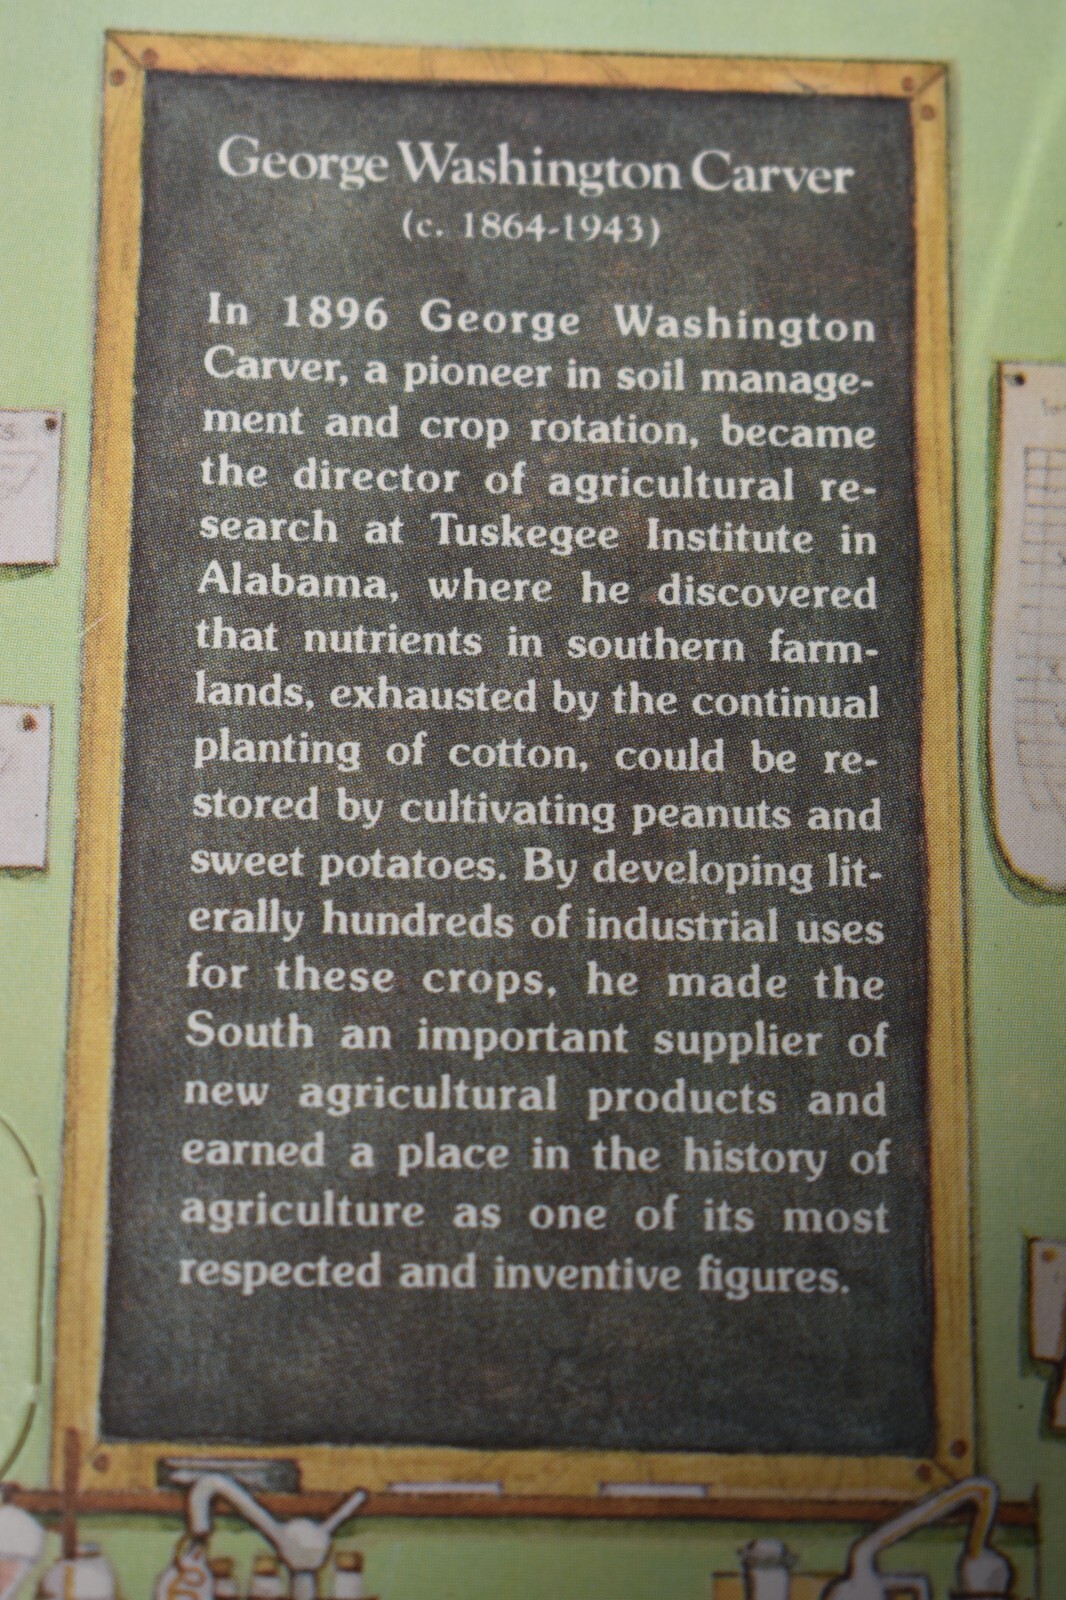 George Washington Carver
(c. 1864-1943)
In 1896 George Washington
Carver, a pioneer in soil manage-
ment and crop rotation, became
the director of agricultural re-
search at Tuskegee Institute in
Alabama, where he discovered
that nutrients in southern farm-
lands, exhausted by the continual
planting of cotton, could be re-
stored by cultivating peanuts and
sweet potatoes. By developing lit-
erally hundreds of industrial uses
for these crops, he made the
South an important supplier of
new agricultural products and
earned a place in the history of
agriculture as one of its most
respected and inventive figures.